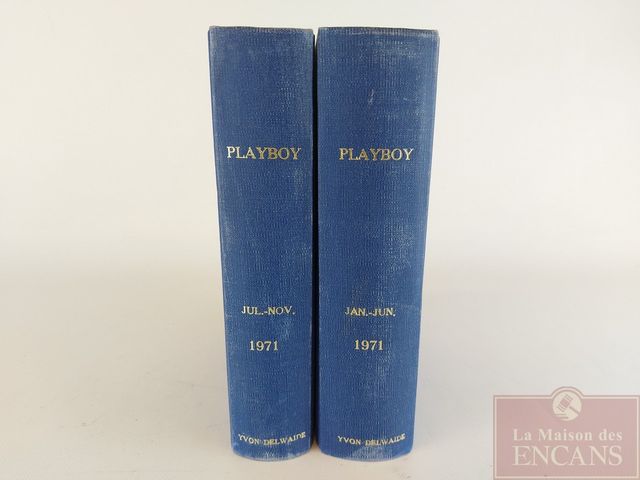 PLAYBOY
JUL.-NOV.
1971
YVON DELWAIDE
PLAYBOY
JAN.-JUN.
1971
YVON DELWAIDE
La Maison des
ENCANS